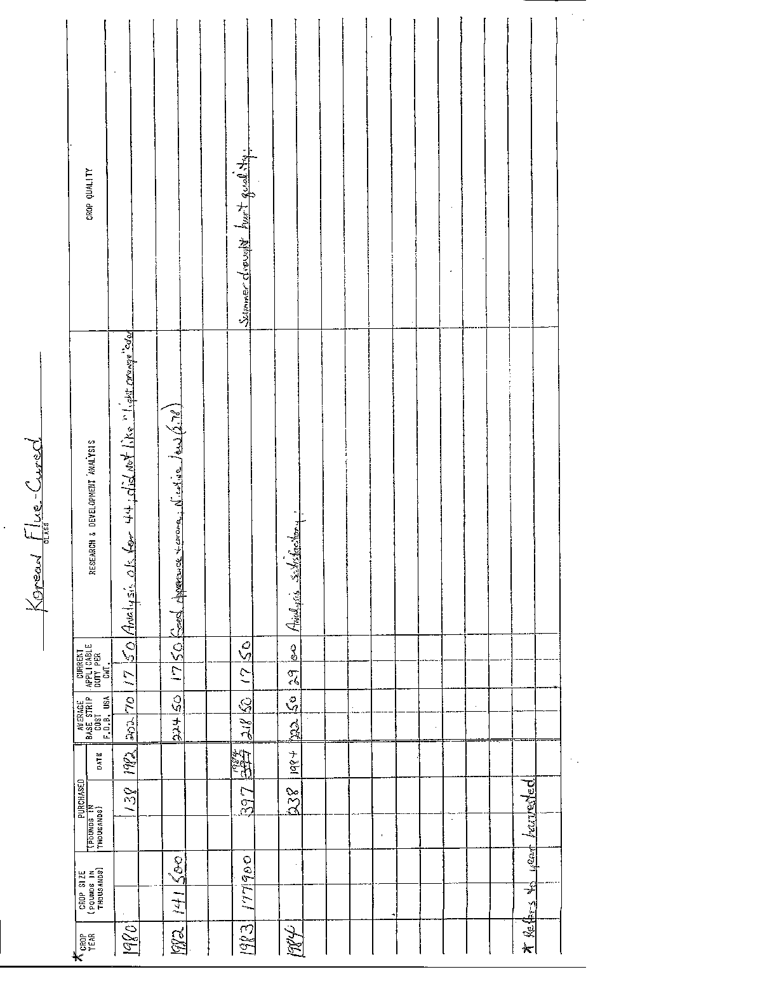 Korean Flue-Cured
CLASS
* CROP YEAR
CROP SIZE (POUNDS IN THOUSANDS)
PURCHASED
(POUNDS IN THOUSANDS)
DATE
AVERAGE BASE STRIP COST F.O.B. USA
CURRENT APPLICABLE DUTY PER CWT.
RESEARCH & DEVELOPMENT ANALYSIS
CROP QUALITY
1980 138 1982 202 70 17 50 Analysis ok for 44; did not like "light orange" color
1982 141 500 224 50 17 50 Good appearance + aroma; Nicotine low (2.78)
1983 177 900 397 1984 218 50 17 50 Summer drought hurt quality;
1984 238 1984 222 50 29 00 Analysis satisfactory;
* Refers to year harvested